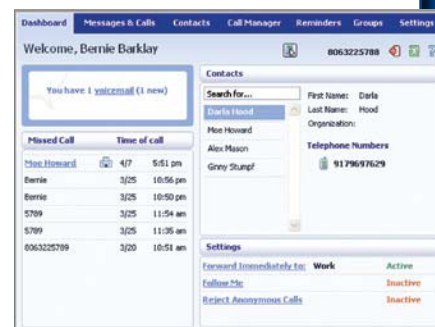 Dashboard Messages & Calls Contacts Call Manager Reminders Groups Settings
Welcome, Bernie Barklay
8063225788
You have 1 voicemail (1 new)
Missed Call Time of call
Moe Howard 4/7 5:51 pm
Bernie 3/25 10:56 pm
Bernie 3/25 10:50 pm
5789 3/25 11:54 am
5789 3/25 11:35 am
8063225789 3/20 10:51 am
Contacts
Search for...
Darla Hood
Moe Howard
Alex Mason
Ginny Stumpf
First Name: Darla
Last Name: Hood
Organization:
Telephone Numbers
9179697629
Settings
Forward Immediately to: Work Active
Follow Me Inactive
Reject Anonymous Calls Inactive